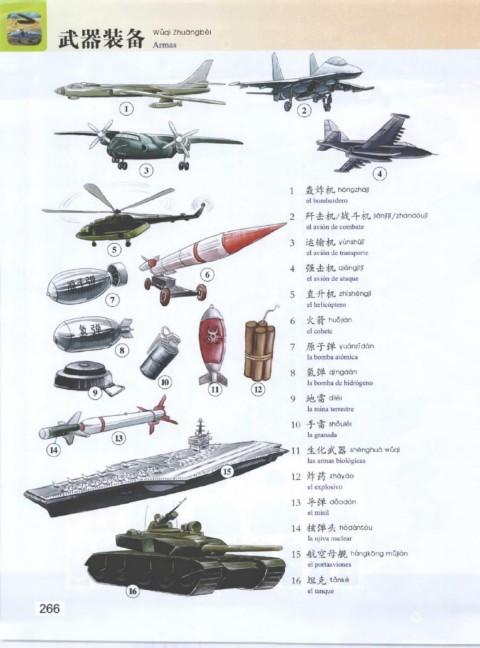 武器装备 Wǔqì Zhuāngbèi
Armas
1 轰炸机 hōngzhàjī
el bombardero
2 歼击机/战斗机 jiānjījī/zhàndòujī
el avión de combate
3 运输机 yùnshūjī
el avión de transporte
4 强击机 qiángjījī
el avión de ataque
5 直升机 zhíshēngjī
el helicóptero
6 火箭 huǒjiàn
el cohete
7 原子弹 yuánzǐdàn
la bomba atómica
8 氢弹 qīngdàn
la bomba de hidrógeno
9 地雷 dìléi
la mina terrestre
10 手雷 shǒuléi
la granada
11 生化武器 shēnghuà wǔqì
las armas biológicas
12 炸药 zhàyào
el explosivo
13 导弹 dǎodàn
el misil
14 核弹头 hédàntóu
la ojiva nuclear
15 航空母舰 hángkōng mǔjiàn
el portaaviones
16 坦克 tǎnkè
el tanque
1
2
3
4
5
6
原子弹
7
氢弹
8
9
10
11
12
13
14
15
16
266